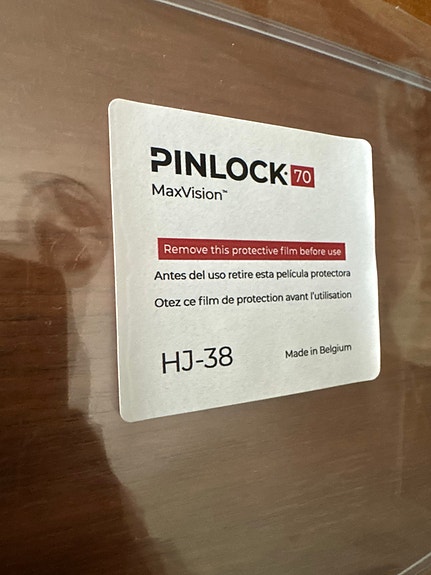 PINLOCK 70
MaxVision™
Remove this protective film before use
Antes del uso retire esta película protectora
Otez ce film de protection avant l'utilisation
HJ-38
Made in Belgium